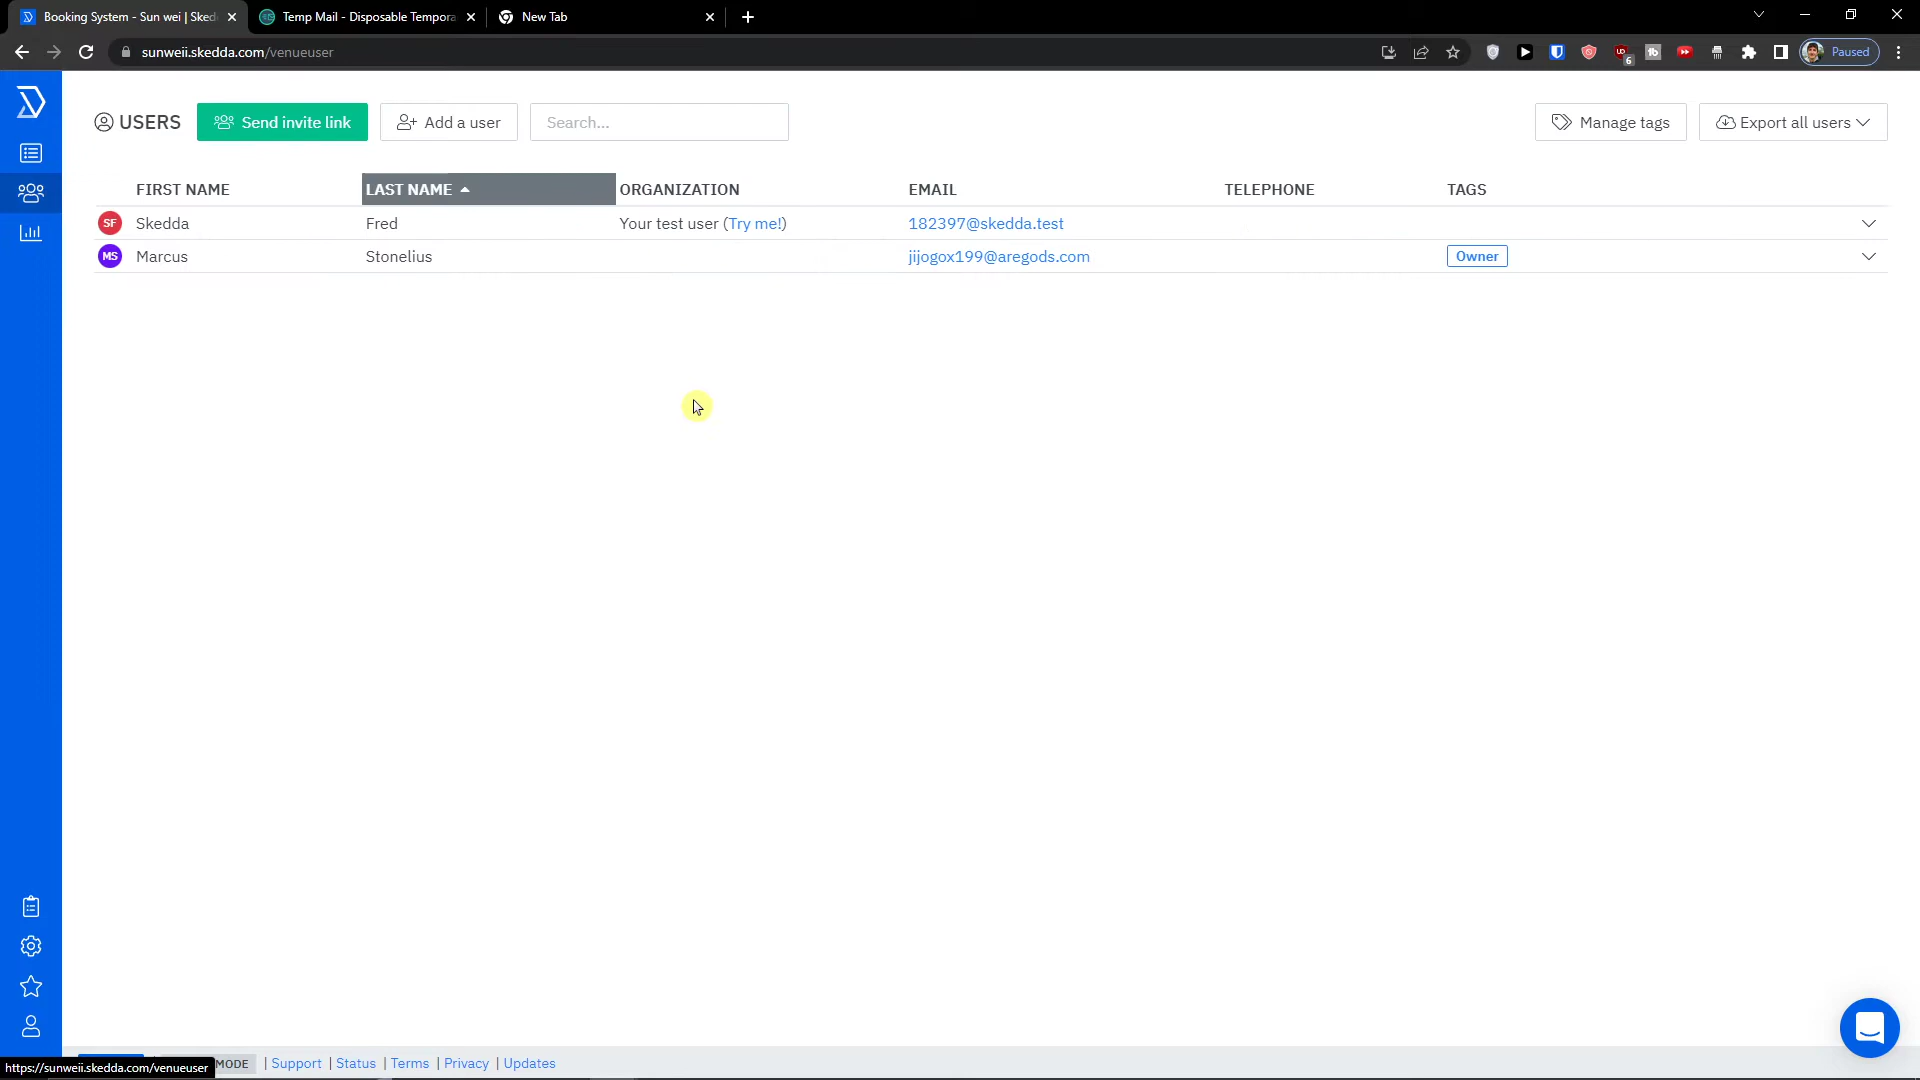 Booking System - Sun wei | Sked
Temp Mail - Disposable Tempora
New Tab
sunweii.skedda.com/venueuser
6
Paused
USERS
Send invite link
Add a user
Search...
Manage tags
Export all users
FIRST NAME
LAST NAME
ORGANIZATION
EMAIL
TELEPHONE
TAGS
SF
Skedda
Fred
Your test user (Try me!)
182397@skedda.test
MS
Marcus
Stonelius
jijogox199@aregods.com
Owner
MODE
| Support | Status | Terms | Privacy | Updates
https://sunweii.skedda.com/venueuser